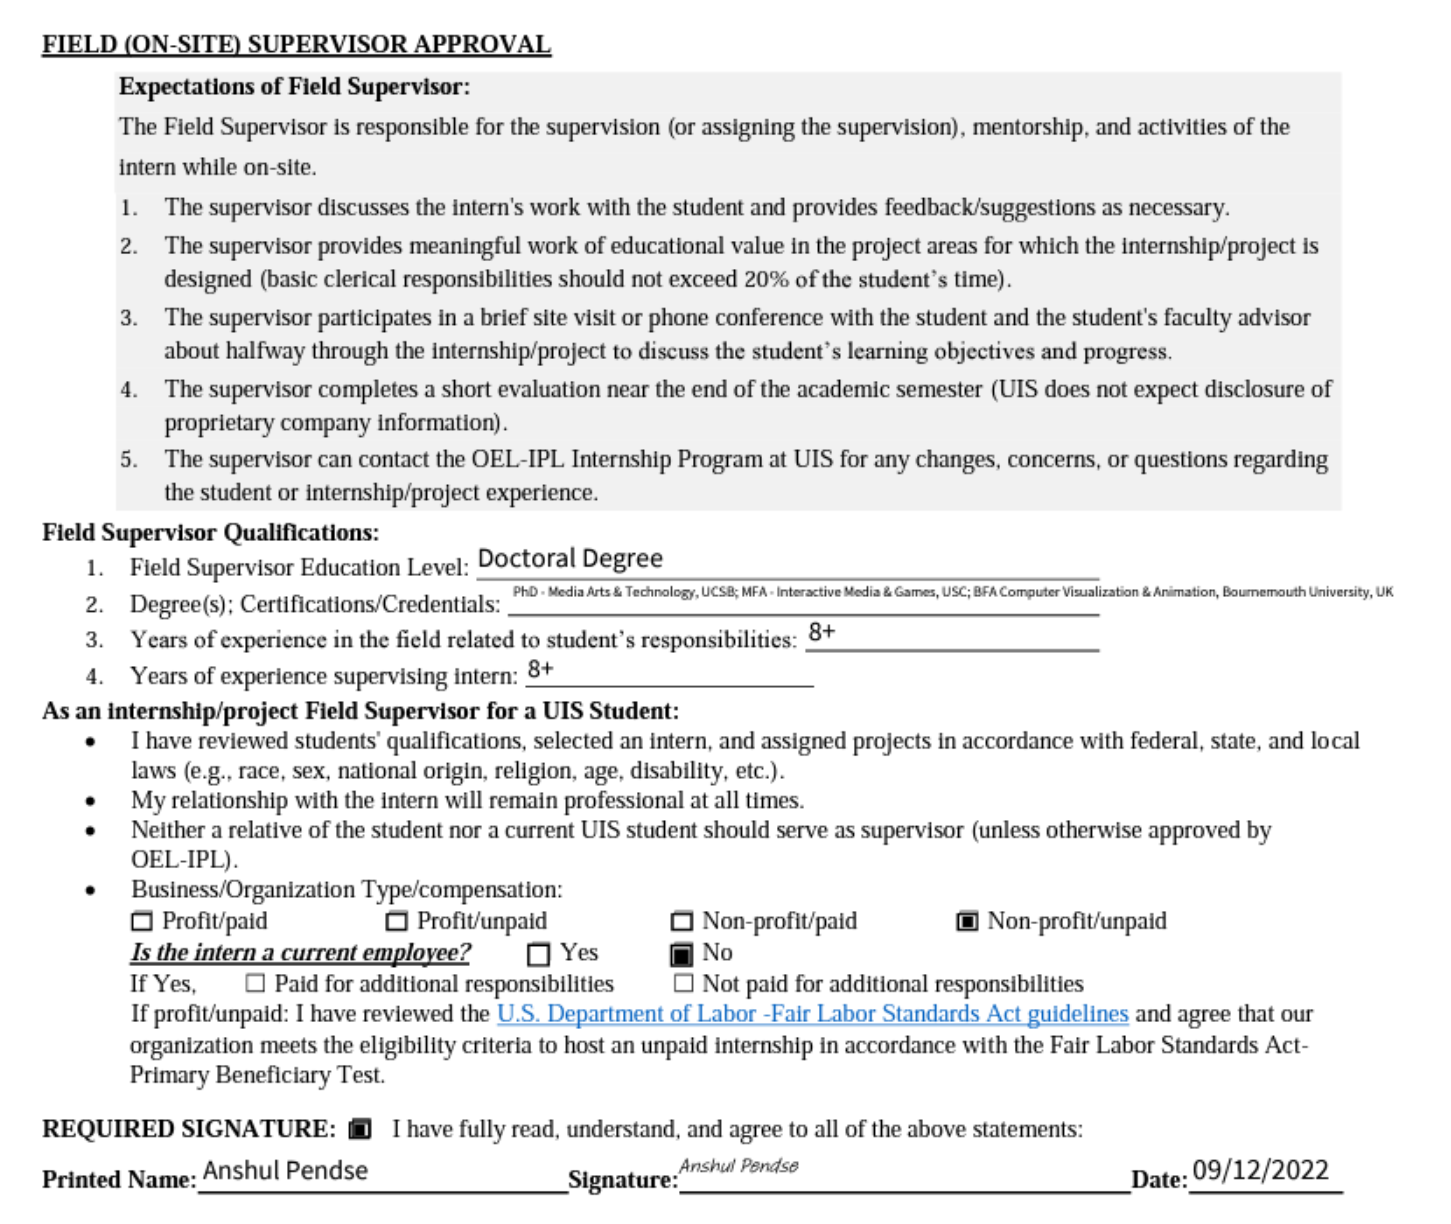 FIELD (ON-SITE) SUPERVISOR APPROVAL
Expectations of Field Supervisor:
The Field Supervisor is responsible for the supervision (or assigning the supervision), mentorship, and activities of the
intern while on-site.
1. The supervisor discusses the intern's work with the student and provides feedback/suggestions as necessary.
2. The supervisor provides meaningful work of educational value in the project areas for which the internship/project is
designed (basic clerical responsibilities should not exceed 20% of the student’s time).
3. The supervisor participates in a brief site visit or phone conference with the student and the student's faculty advisor
about halfway through the internship/project to discuss the student’s learning objectives and progress.
4. The supervisor completes a short evaluation near the end of the academic semester (UIS does not expect disclosure of
proprietary company information).
5. The supervisor can contact the OEL-IPL Internship Program at UIS for any changes, concerns, or questions regarding
the student or internship/project experience.
Field Supervisor Qualifications:
1. Field Supervisor Education Level: Doctoral Degree
2. Degree(s); Certifications/Credentials: PhD - Media Arts & Technology, UCSB; MFA - Interactive Media & Games, USC; BFA Computer Visualization & Animation, Bournemouth University, UK
3. Years of experience in the field related to student’s responsibilities: 8+
4. Years of experience supervising intern: 8+
As an internship/project Field Supervisor for a UIS Student:
• I have reviewed students' qualifications, selected an intern, and assigned projects in accordance with federal, state, and local
laws (e.g., race, sex, national origin, religion, age, disability, etc.).
• My relationship with the intern will remain professional at all times.
• Neither a relative of the student nor a current UIS student should serve as supervisor (unless otherwise approved by
OEL-IPL).
• Business/Organization Type/compensation:
☐ Profit/paid ☐ Profit/unpaid ☐ Non-profit/paid ▣ Non-profit/unpaid
Is the intern a current employee? ☐ Yes ▣ No
If Yes, ☐ Paid for additional responsibilities ☐ Not paid for additional responsibilities
If profit/unpaid: I have reviewed the U.S. Department of Labor -Fair Labor Standards Act guidelines and agree that our
organization meets the eligibility criteria to host an unpaid internship in accordance with the Fair Labor Standards Act-
Primary Beneficiary Test.
REQUIRED SIGNATURE: ▣ I have fully read, understand, and agree to all of the above statements:
Printed Name: Anshul Pendse Signature: Anshul Pendse Date: 09/12/2022